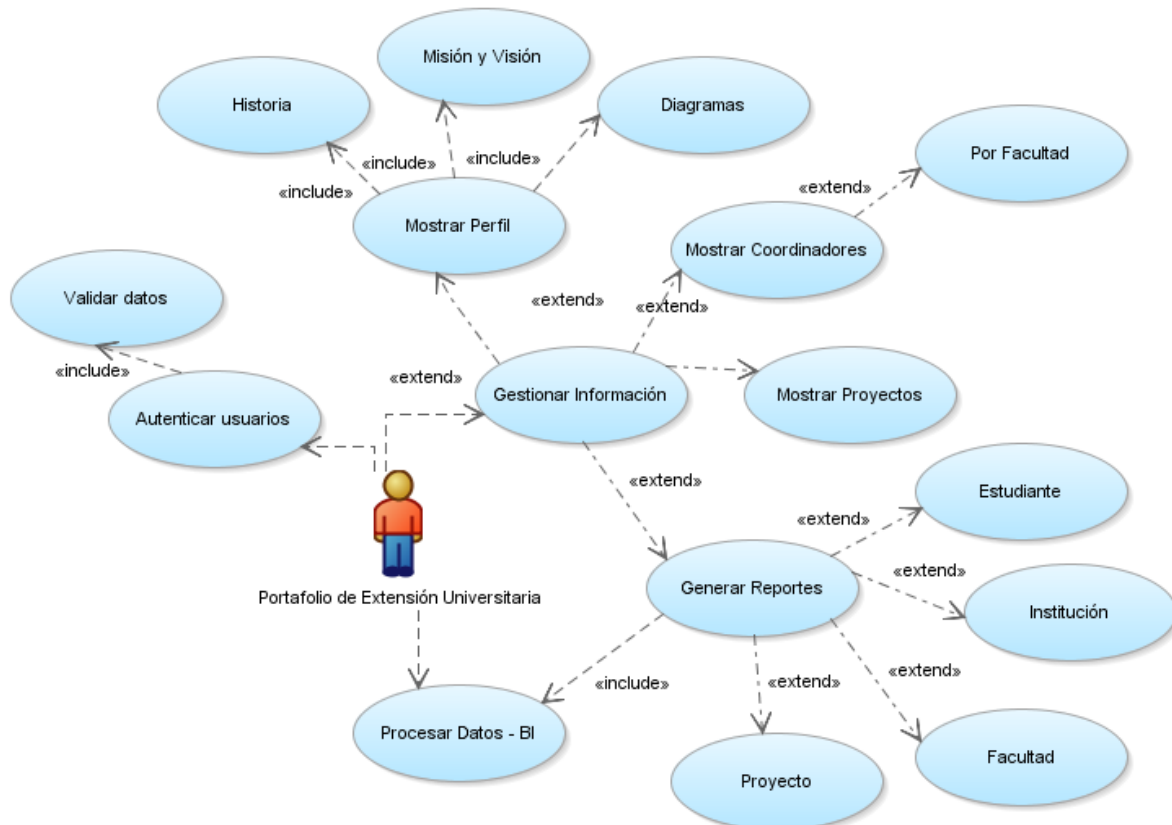 Misión y Visión
Historia
Diagramas
«include»
«include»
«include»
Por Facultad
«extend»
Mostrar Perfil
Mostrar Coordinadores
Validar datos
«extend»
«extend»
«include»
«extend»
Gestionar Información
Mostrar Proyectos
Autenticar usuarios
«extend»
Estudiante
«extend»
«extend»
Generar Reportes
Portafolio de Extensión Universitaria
Institución
«extend»
«include»
«extend»
Procesar Datos - BI
Facultad
Proyecto